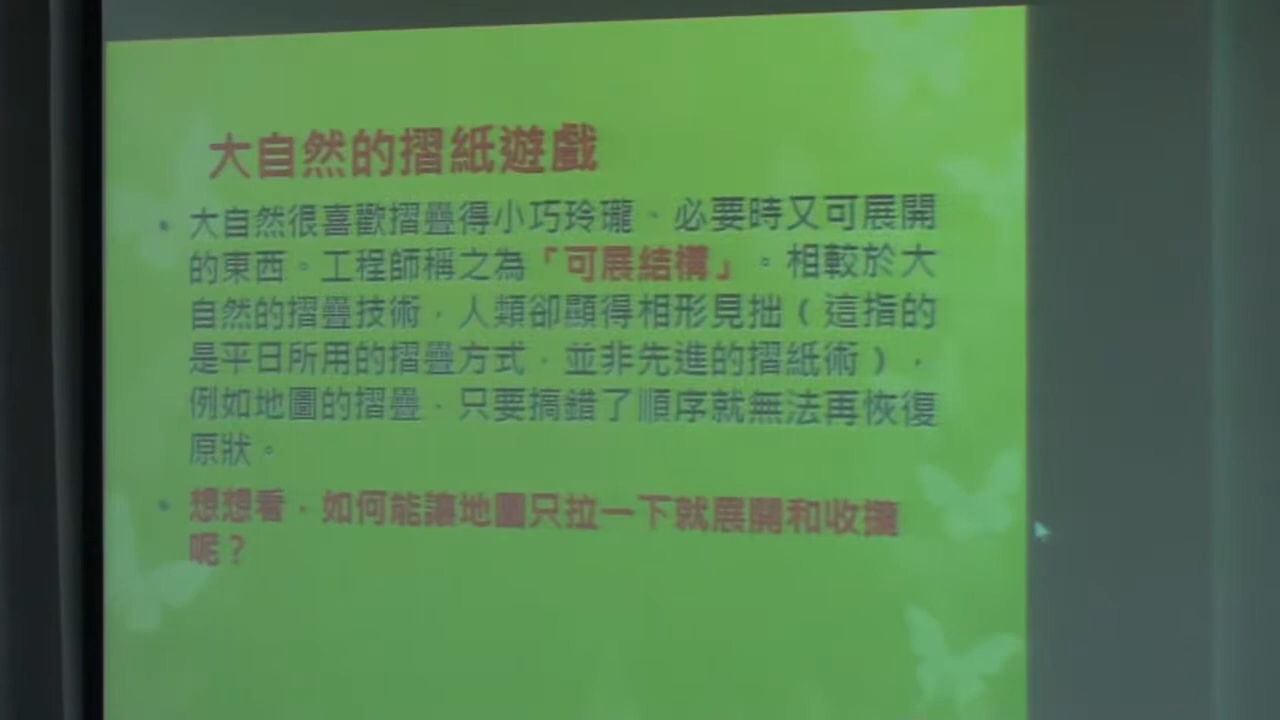 大自然的摺紙遊戲
• 大自然很喜歡摺疊得小巧玲瓏、必要時又可展開
的東西。工程師稱之為「可展結構」。相較於大
自然的摺疊技術，人類卻顯得相形見拙（這指的
是平日所用的摺疊方式，並非先進的摺紙術），
例如地圖的摺疊，只要搞錯了順序就無法再恢復
原狀。
• 想想看，如何能讓地圖只拉一下就展開和收攏
呢？